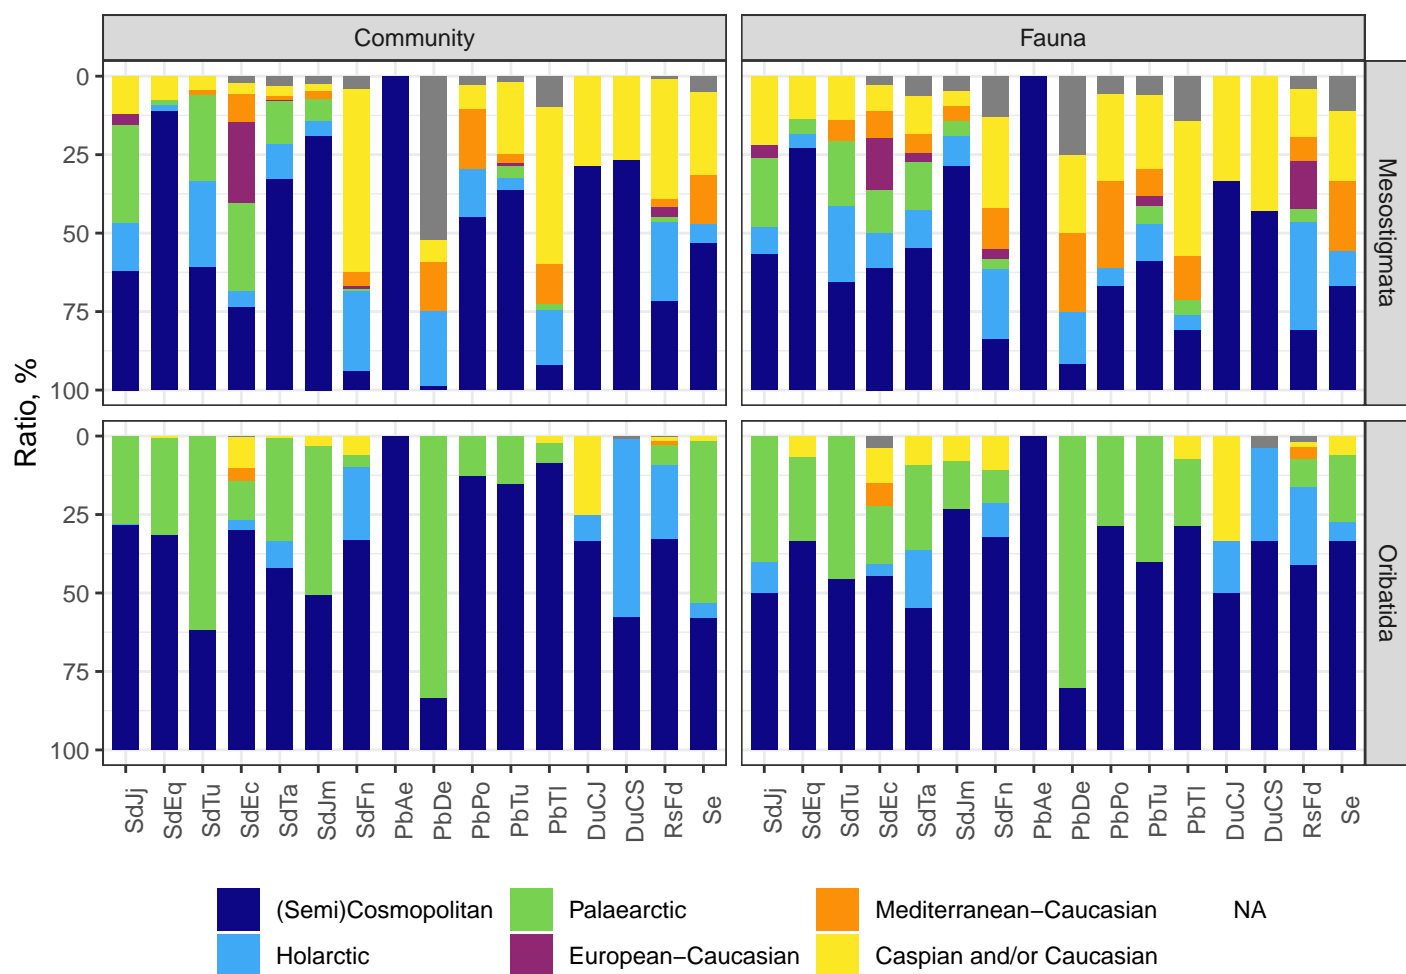 Community
Fauna
Ratio, %
0
25
50
75
100
Mesostigmata
0
25
50
75
100
Oribatida
SdJj
SdEq
SdTu
SdEc
SdTa
SdJm
SdFn
PbAe
PbDe
PbPo
PbTu
PbTl
DuCJ
DuCS
RsFd
Se
SdJj
SdEq
SdTu
SdEc
SdTa
SdJm
SdFn
PbAe
PbDe
PbPo
PbTu
PbTl
DuCJ
DuCS
RsFd
Se
(Semi)Cosmopolitan
Palaearctic
Mediterranean−Caucasian
NA
Holarctic
European−Caucasian
Caspian and/or Caucasian